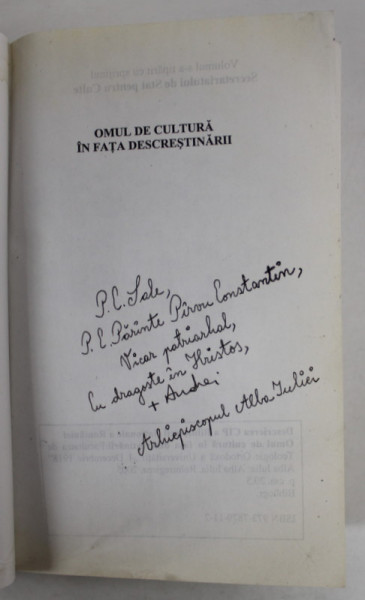 OMUL DE CULTURĂ
ÎN FAȚA DESCREȘTINĂRII
P.C. Sale,
P.C. Părinte Pîrvu Constantin,
Vicar patriarhal,
Cu dragoste în Hristos,
+ Andrei
Arhiepiscopul Alba Iuliei